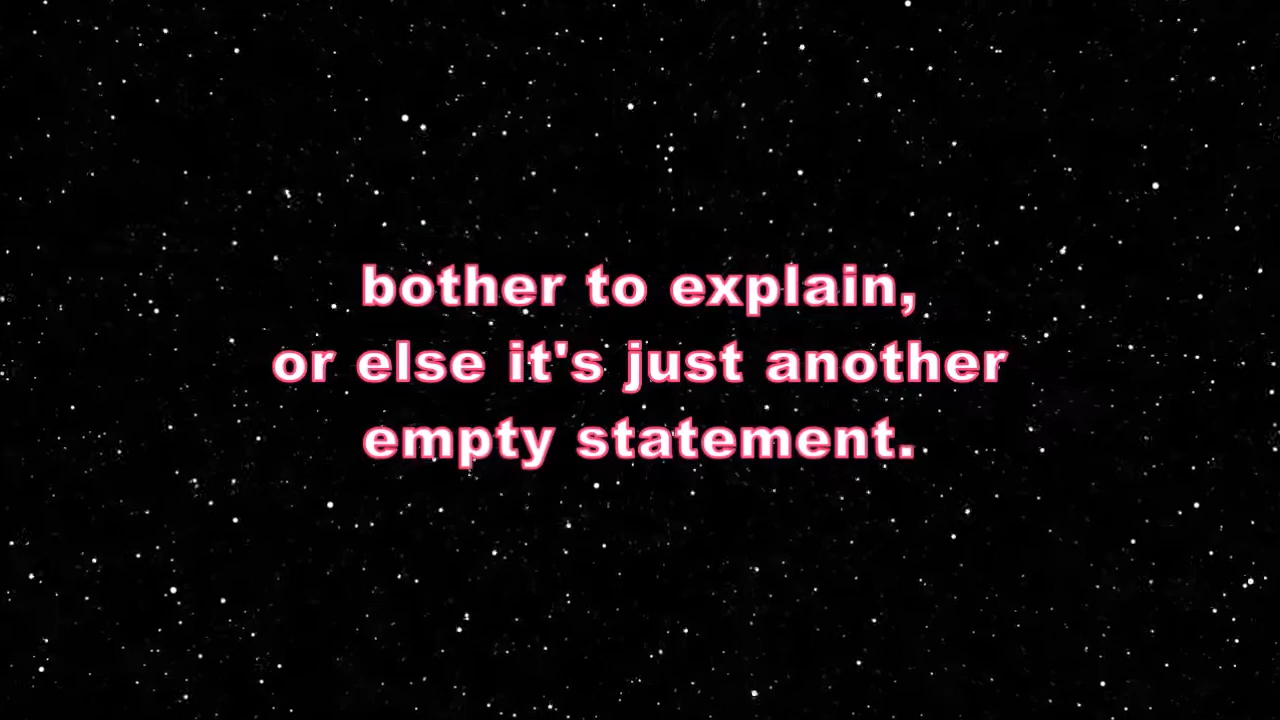 bother to explain,
or else it's just another
empty statement.